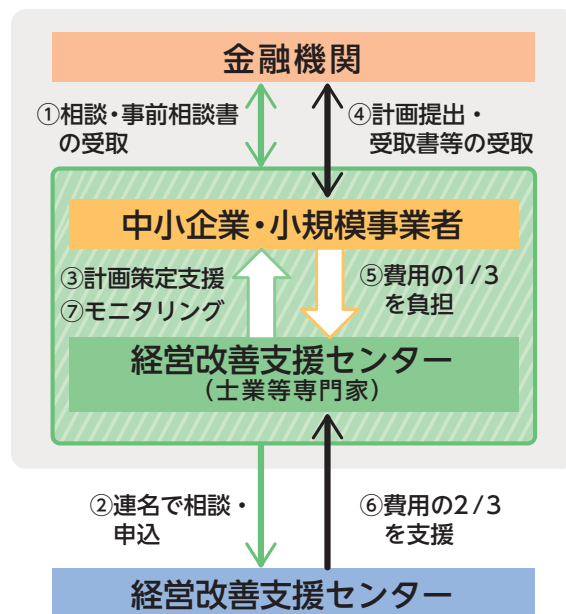 金融機関
①相談・事前相談書
の受取
④計画提出・
受取書等の受取
中小企業・小規模事業者
③計画策定支援
⑦モニタリング
⑤費用の1/3
を負担
経営改善支援センター
（士業等専門家）
②連名で相談・
申込
⑥費用の2/3
を支援
経営改善支援センター